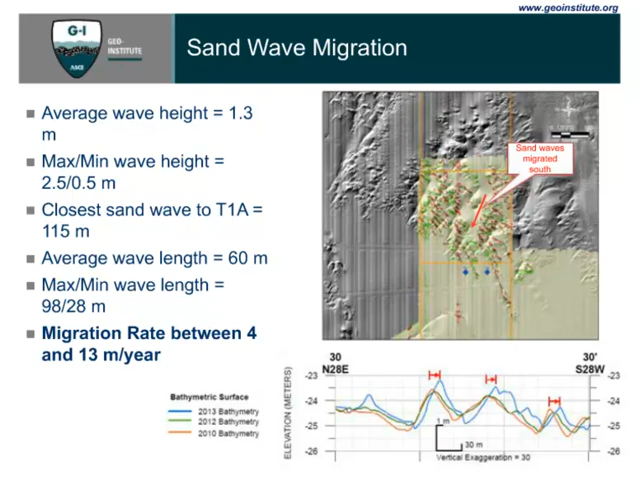 www.geoinstitute.org
G-I
GEO-
INSTITUTE
ASCE
Sand Wave Migration
Average wave height = 1.3
m
Max/Min wave height =
2.5/0.5 m
Closest sand wave to T1A =
115 m
Average wave length = 60 m
Max/Min wave length =
98/28 m
Migration Rate between 4
and 13 m/year
Sand waves
migrated
south
30
N28E
30'
S28W
ELEVATION (METERS)
-23
-24
-25
-26
-23
-24
-25
-26
1 m
30 m
Vertical Exaggeration = 30
Bathymetric Surface
2013 Bathymetry
2012 Bathymetry
2010 Bathymetry